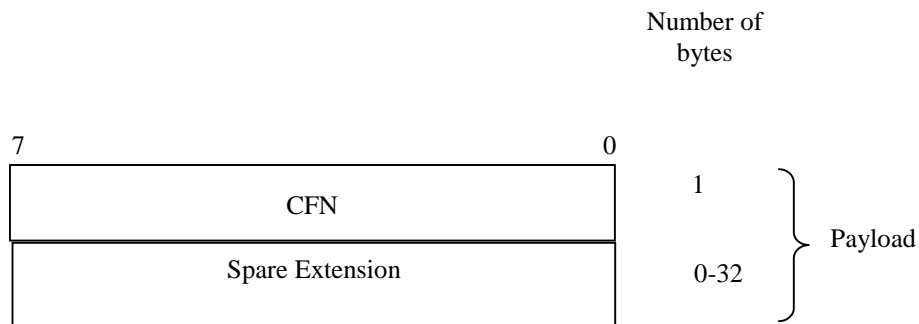 Number of
bytes
7 0
CFN 1
Payload
Spare Extension 0-32